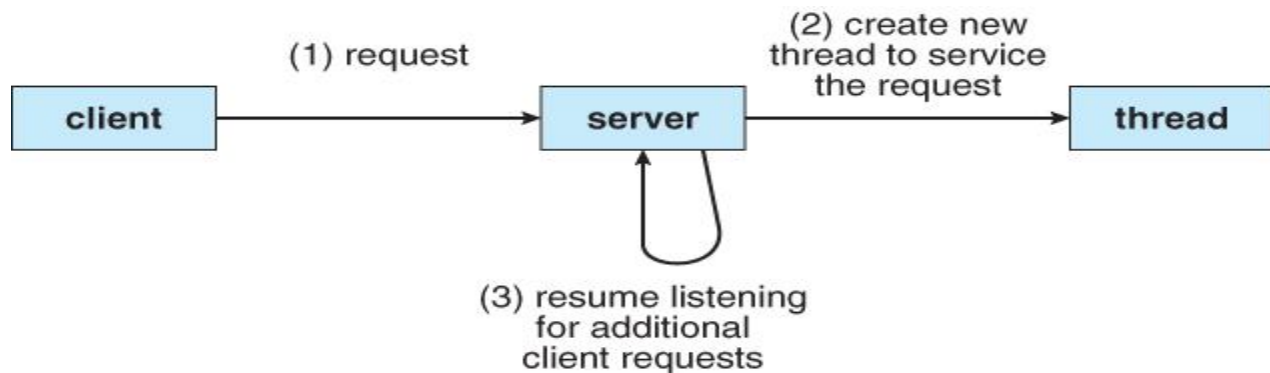 (1) request
(2) create new
thread to service
the request
client
server
thread
(3) resume listening
for additional
client requests